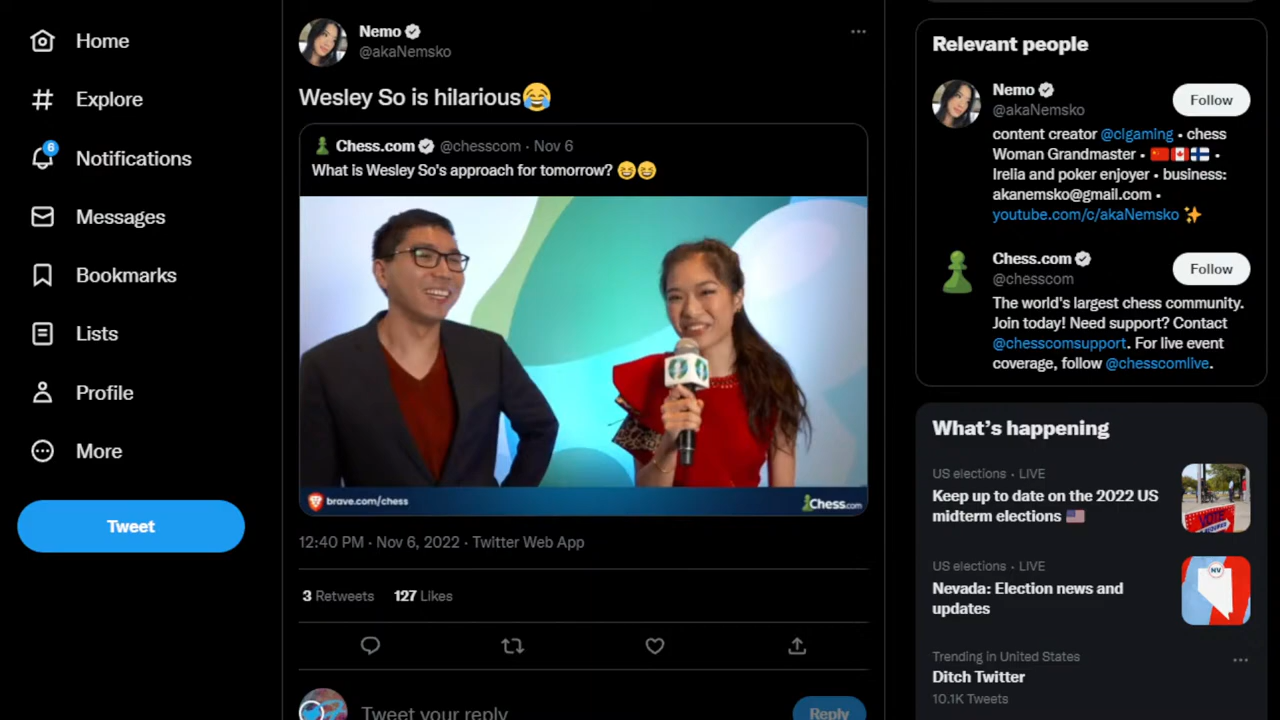 Home
Explore
6
Notifications
Messages
Bookmarks
Lists
Profile
More
Tweet
Nemo
@akaNemsko
Wesley So is hilarious😂
Chess.com @chesscom · Nov 6
What is Wesley So's approach for tomorrow? 😆😆
brave.com/chess
Chess.com
12:40 PM · Nov 6, 2022 · Twitter Web App
3 Retweets 127 Likes
Tweet your reply
Reply
Relevant people
Nemo
@akaNemsko
Follow
content creator @clgaming • chess
Woman Grandmaster • 🇨🇳🇨🇦🇫🇮 •
Irelia and poker enjoyer • business:
akanemsko@gmail.com •
youtube.com/c/akaNemsko ✨
Chess.com
@chesscom
Follow
The world's largest chess community.
Join today! Need support? Contact
@chesscomsupport. For live event
coverage, follow @chesscomlive.
What's happening
US elections · LIVE
Keep up to date on the 2022 US
midterm elections 🇺🇸
VOTE
US elections · LIVE
Nevada: Election news and
updates
NV
Trending in United States
Ditch Twitter
10.1K Tweets